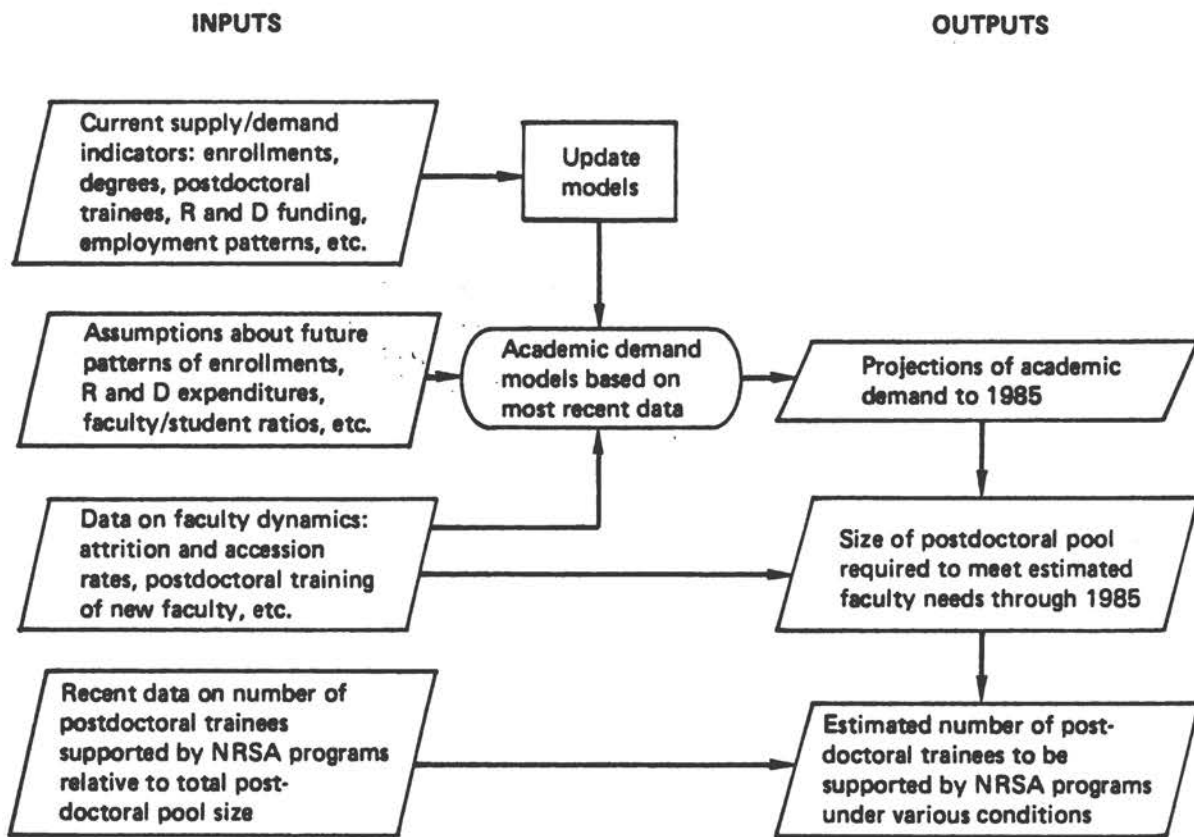 INPUTS
OUTPUTS
Current supply/demand
indicators: enrollments,
degrees, postdoctoral
trainees, R and D funding,
employment patterns, etc.
Update
models
Assumptions about future
patterns of enrollments,
R and D expenditures,
faculty/student ratios, etc.
Academic demand
models based on
most recent data
Projections of academic
demand to 1985
Data on faculty dynamics:
attrition and accession
rates, postdoctoral training
of new faculty, etc.
Size of postdoctoral pool
required to meet estimated
faculty needs through 1985
Recent data on number of
postdoctoral trainees
supported by NRSA programs
relative to total post-
doctoral pool size
Estimated number of post-
doctoral trainees to be
supported by NRSA programs
under various conditions